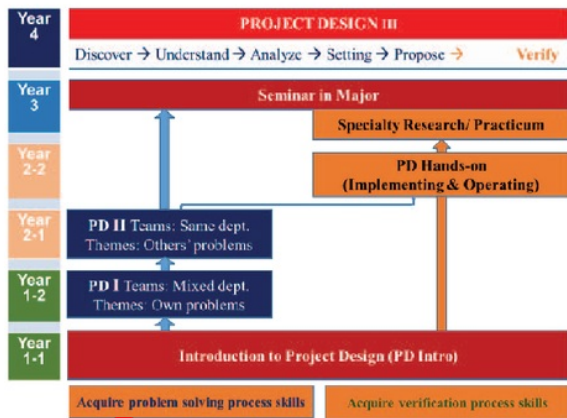 Year 4
PROJECT DESIGN III
Discover → Understand → Analyze → Setting → Propose → Verify
Year 3
Seminar in Major
Specialty Research/ Practicum
Year 2-2
PD Hands-on
(Implementing & Operating)
Year 2-1
PD II Teams: Same dept.
Themes: Others' problems
Year 1-2
PD I Teams: Mixed dept.
Themes: Own problems
Year 1-1
Introduction to Project Design (PD Intro)
Acquire problem solving process skills
Acquire verification process skills